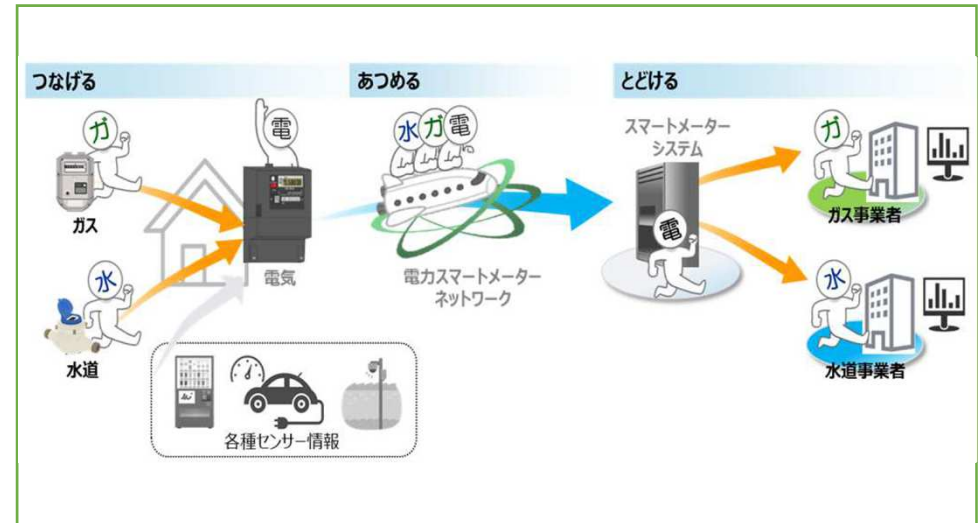 つなげる
あつめる
とどける
ガ
電
水ガ電
スマートメーター
システム
ガ
ガス
電気
電力スマートメーター
ネットワーク
電
ガス事業者
水
水
水道
水道事業者
各種センサー情報